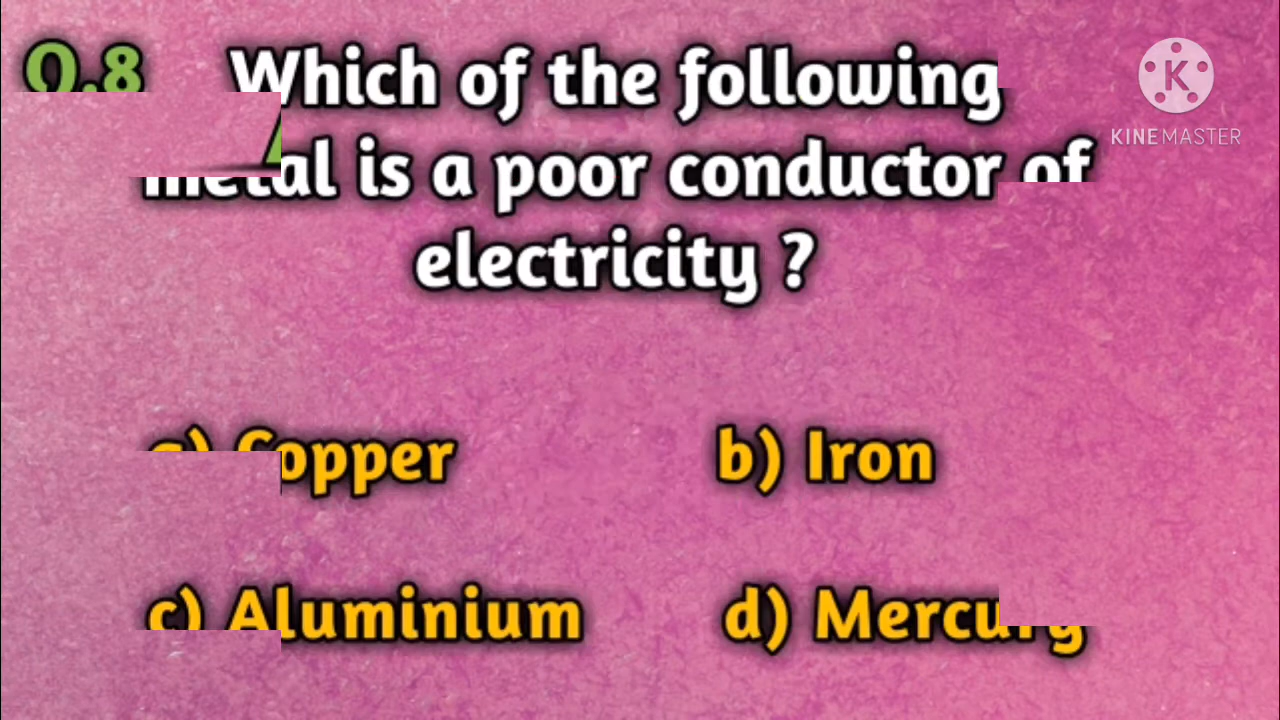 Q.8 Which of the following
metal is a poor conductor of
electricity ?
a) Copper b) Iron
c) Aluminium d) Mercury
KINEMASTER